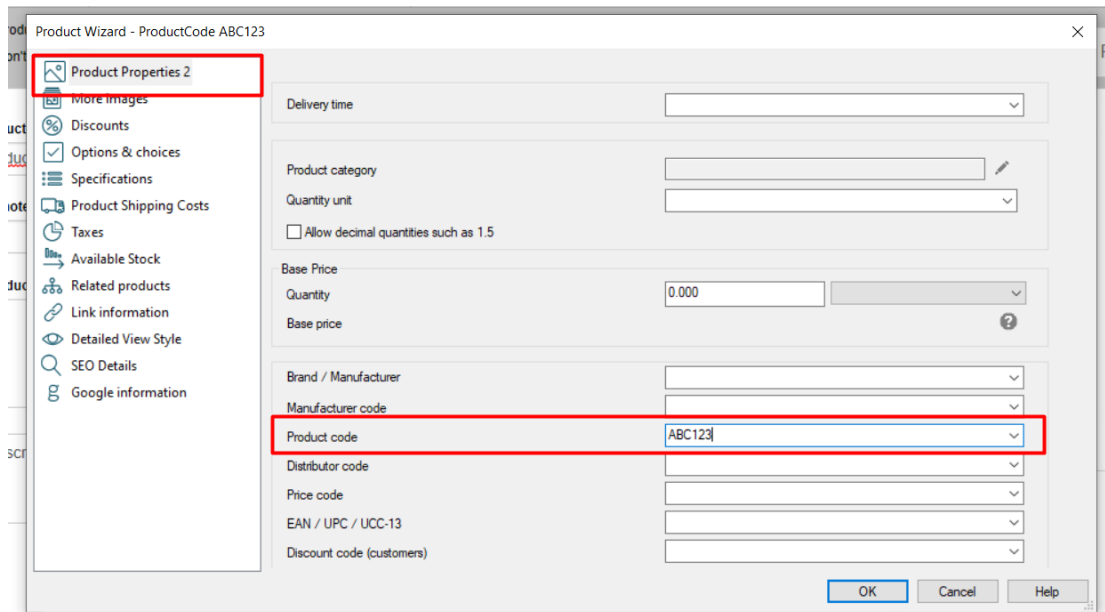 Product Wizard - ProductCode ABC123
Product Properties 2
More Images
Discounts
Options & choices
Specifications
Product Shipping Costs
Taxes
Available Stock
Related products
Link information
Detailed View Style
SEO Details
Google information
Delivery time
Product category
Quantity unit
Allow decimal quantities such as 1.5
Base Price
Quantity 0.000
Base price
Brand / Manufacturer
Manufacturer code
Product code ABC123
Distributor code
Price code
EAN / UPC / UCC-13
Discount code (customers)
OK Cancel Help